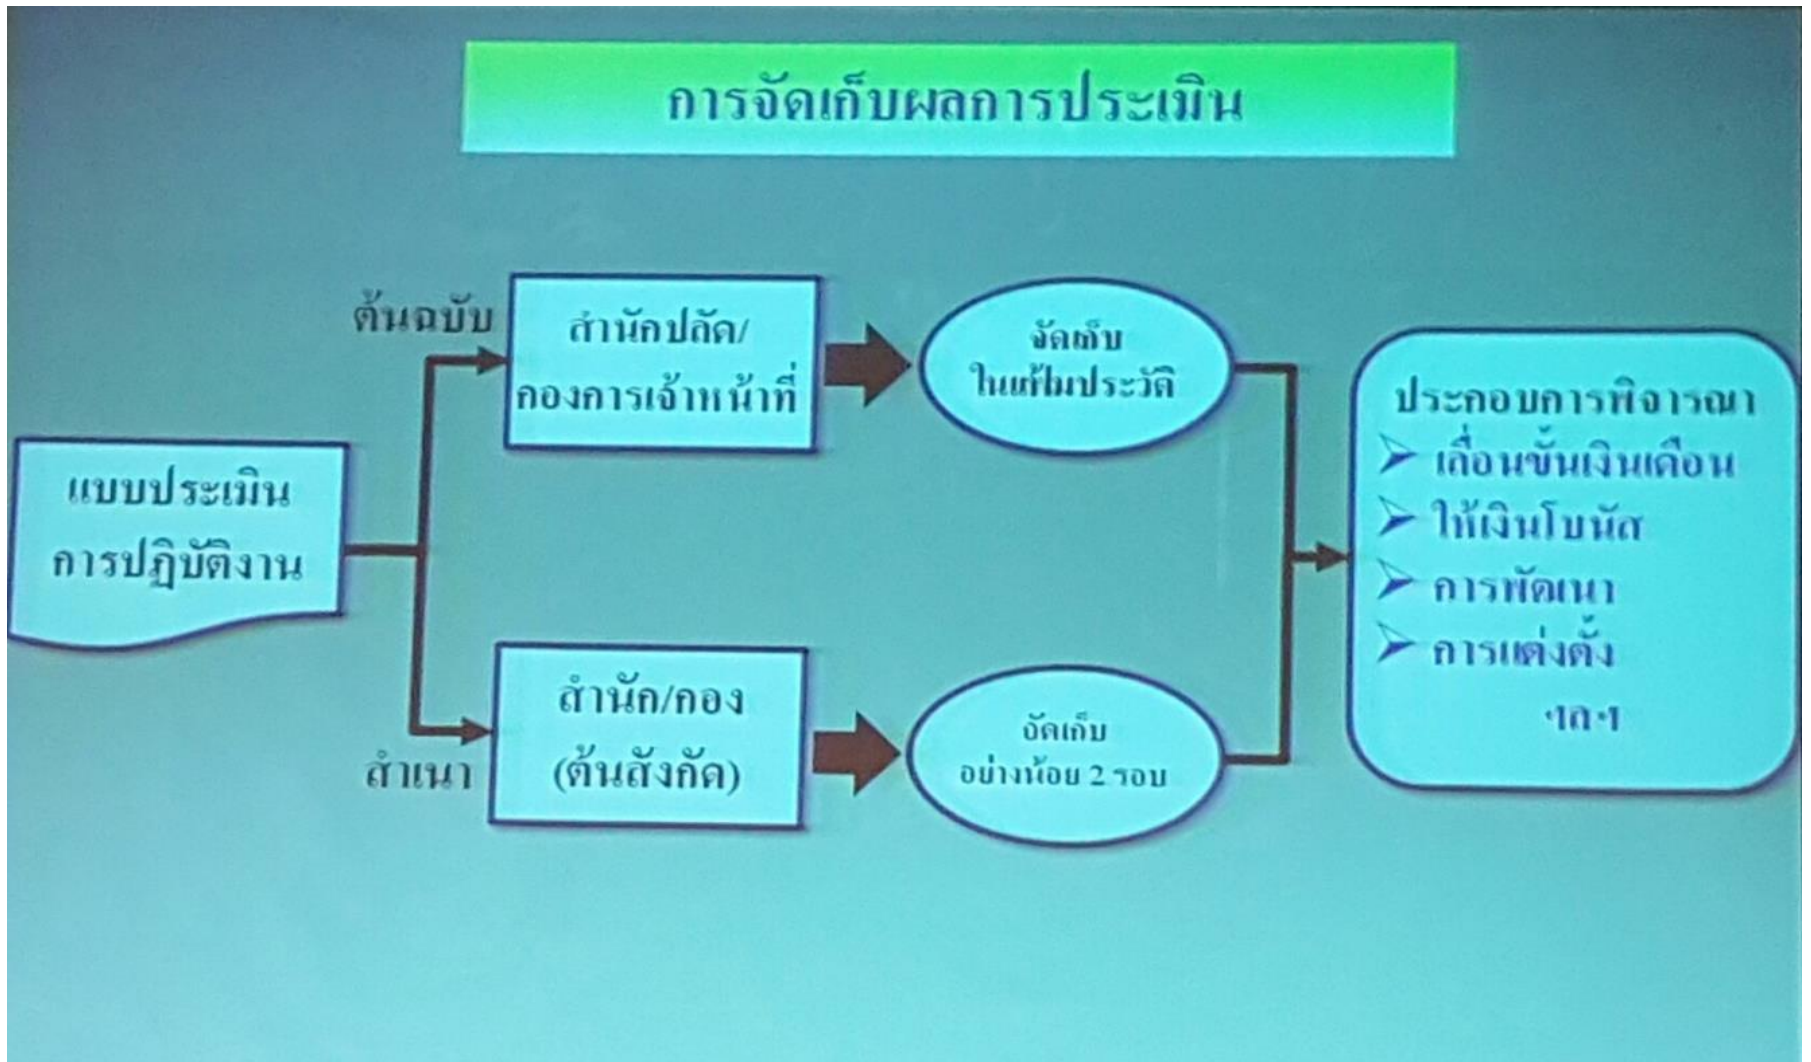 การจัดเก็บผลการประเมิน
แบบประเมิน
การปฏิบัติงาน
ต้นฉบับ
สำนักปลัด/
กองการเจ้าหน้าที่
จัดเก็บ
ในแฟ้มประวัติ
สำเนา
สำนัก/กอง
(ต้นสังกัด)
จัดเก็บ
อย่างน้อย 2 รอบ
ประกอบการพิจารณา
➢ เลื่อนขั้นเงินเดือน
➢ ให้เงินโบนัส
➢ การพัฒนา
➢ การแต่งตั้ง
ฯลฯ